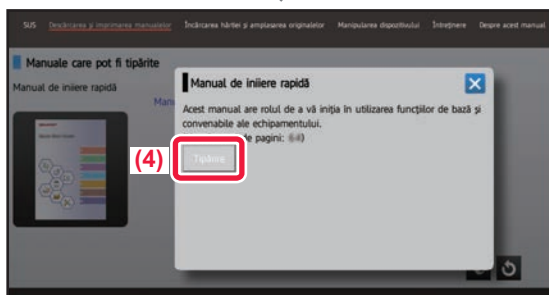 SUS Descărcarea și imprimarea manualelor Încărcarea hârtiei și amplasarea originalelor Manipularea dispozitivului Întreținere Despre acest manual
Manuale care pot fi tipărite
Manual de inițiere rapidă
Manual de iniiere rapidă
Acest manual are rolul de a vă iniția în utilizarea funcțiilor de bază și
convenabile ale echipamentului.
de pagini:
(4)
Tipărire